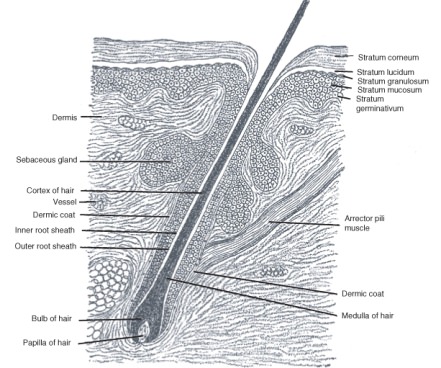 Stratum corneum
Stratum lucidum
Stratum granulosum
Stratum mucosum
Stratum
germinativum
Dermis
Sebaceous gland
Cortex of hair
Vessel
Dermic coat
Inner root sheath
Outer root sheath
Bulb of hair
Papilla of hair
Arrector pili
muscle
Dermic coat
Medulla of hair